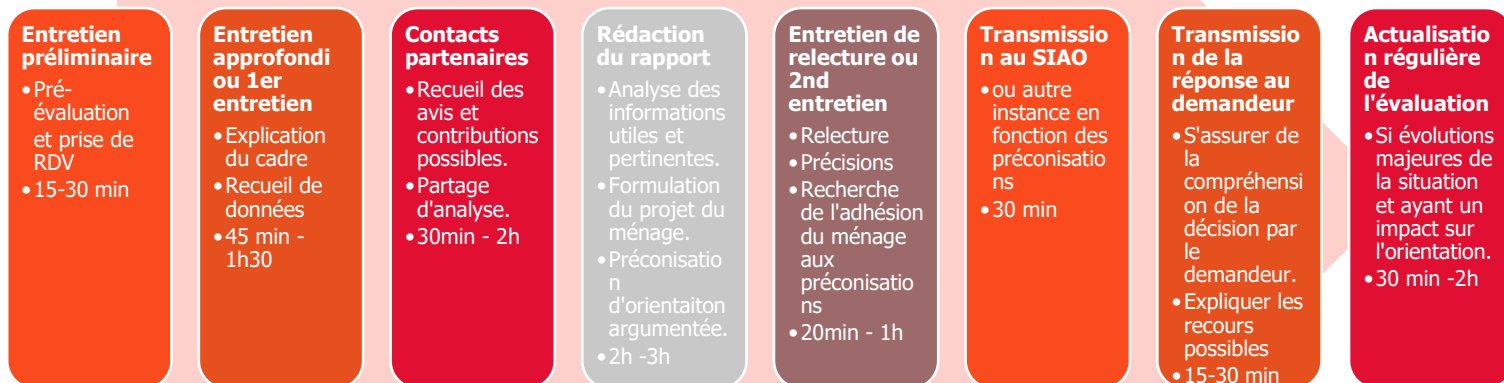 Entretien
préliminaire
•Pré-
évaluation
et prise de
RDV
•15-30 min
Entretien
approfondi
ou 1er
entretien
•Explication
du cadre
•Recueil de
données
•45 min -
1h30
Contacts
partenaires
•Recueil des
avis et
contributions
possibles.
•Partage
d'analyse.
•30min - 2h
Rédaction
du rapport
•Analyse des
informations
utiles et
pertinentes.
•Formulation
du projet du
ménage.
•Préconisatio
n
d'orientaiton
argumentée.
•2h -3h
Entretien de
relecture ou
2nd
entretien
•Relecture
•Précisions
•Recherche
de l'adhésion
du ménage
aux
préconisatio
ns
•20min - 1h
Transmissio
n au SIAO
•ou autre
instance en
fonction des
préconisatio
ns
•30 min
Transmissio
n de la
réponse au
demandeur
•S'assurer de
la
compréhensi
on de la
décision par
le
demandeur.
•Expliquer les
recours
possibles
•15-30 min
Actualisatio
n régulière
de
l'évaluation
•Si évolutions
majeures de
la situation
et ayant un
impact sur
l'orientation.
•30 min -2h